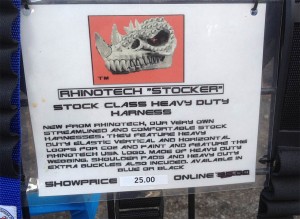 TM
RHINOTECH "STOCKER"
STOCK CLASS HEAVY DUTY
HARNESS
NEW FROM RHINOTECH, OUR VERY OWN
STREAMLINED AND COMFORTABLE STOCK
HARNESSES. THEY FEATURE HEAVY
DUTY ELASTIC VERTICAL AND HORIZONTAL
LOOPS FOR CO2 AND PAINT AND FEATURE THE
RHINOTECH USA LOGO. MADE OF HEAVY DUTY
WEBBING, SHOULDER PADS AND HEAVY DUTY
EXTRA BUCKLES ALSO INCLUDED. AVAILABLE IN
BLUE OR BLACK
SHOWPRICE 25.00 ONLINE